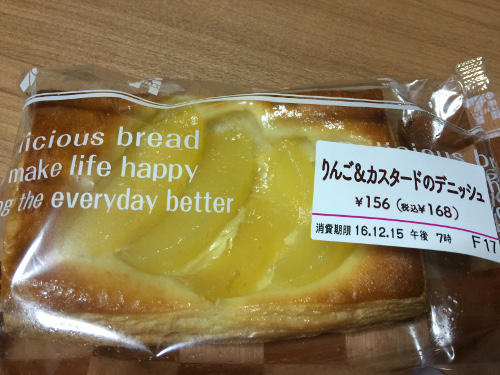 licious bread
make life happy
g the everyday better
りんご&カスタードのデニッシュ
¥156 (税込¥168)
消費期限 16.12.15 午後 7時
F17
licious b